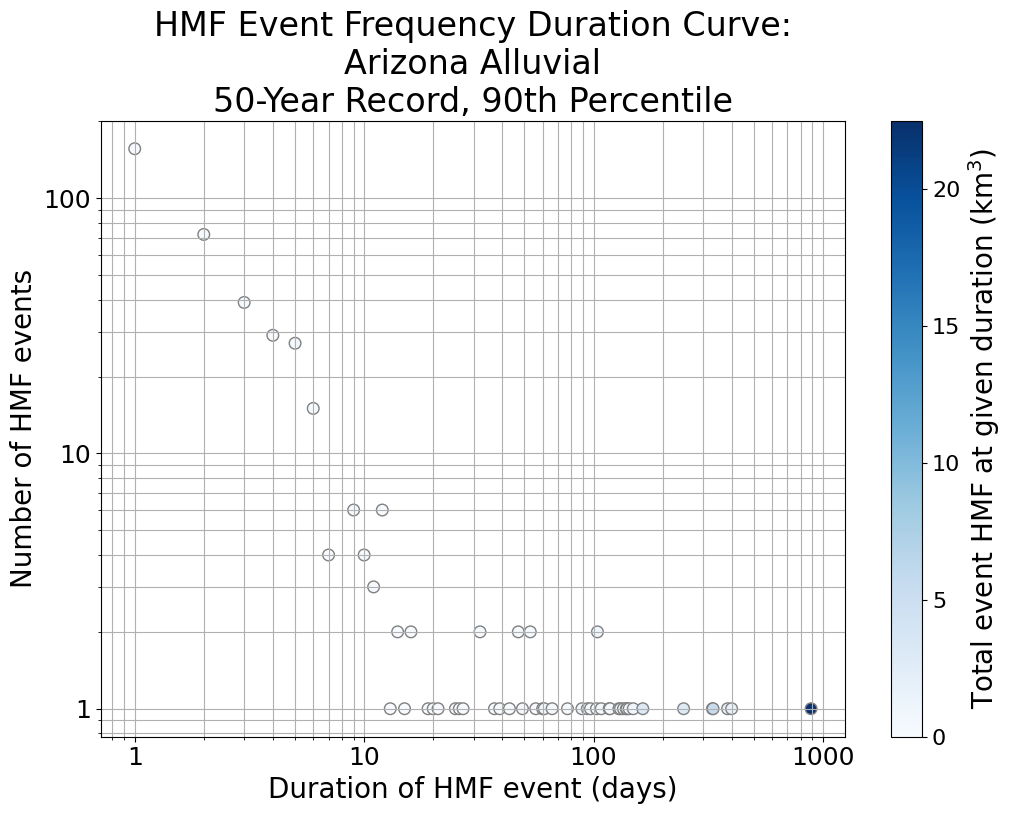 HMF Event Frequency Duration Curve:
Arizona Alluvial
50-Year Record, 90th Percentile
Number of HMF events
100
10
1
1
10
100
1000
Duration of HMF event (days)
20
15
10
5
0
Total event HMF at given duration (km³)